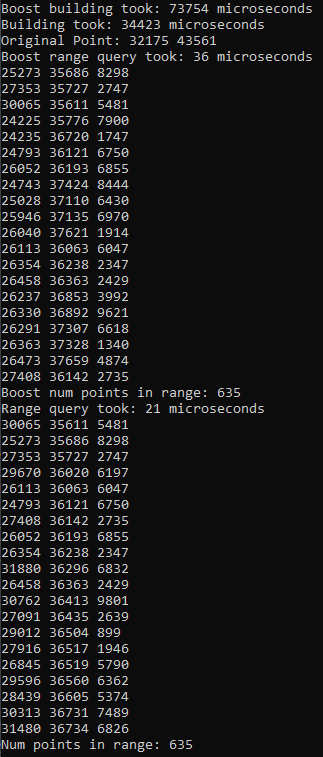 Boost building took: 73754 microseconds
Building took: 34423 microseconds
Original Point: 32175 43561
Boost range query took: 36 microseconds
25273 35686 8298
27353 35727 2747
30065 35611 5481
24225 35776 7900
24235 36720 1747
24793 36121 6750
26052 36193 6855
24743 37424 8444
25028 37110 6430
25946 37135 6970
26040 37621 1914
26113 36063 6047
26354 36238 2347
26458 36363 2429
26237 36853 3992
26330 36892 9621
26291 37307 6618
26363 37328 1340
26473 37659 4874
27408 36142 2735
Boost num points in range: 635
Range query took: 21 microseconds
30065 35611 5481
25273 35686 8298
27353 35727 2747
29670 36020 6197
26113 36063 6047
24793 36121 6750
27408 36142 2735
26052 36193 6855
26354 36238 2347
31880 36296 6832
26458 36363 2429
30762 36413 9801
27091 36435 2639
29012 36504 899
27916 36517 1946
26845 36519 5790
29596 36560 6362
28439 36605 5374
30313 36731 7489
31480 36734 6826
Num points in range: 635